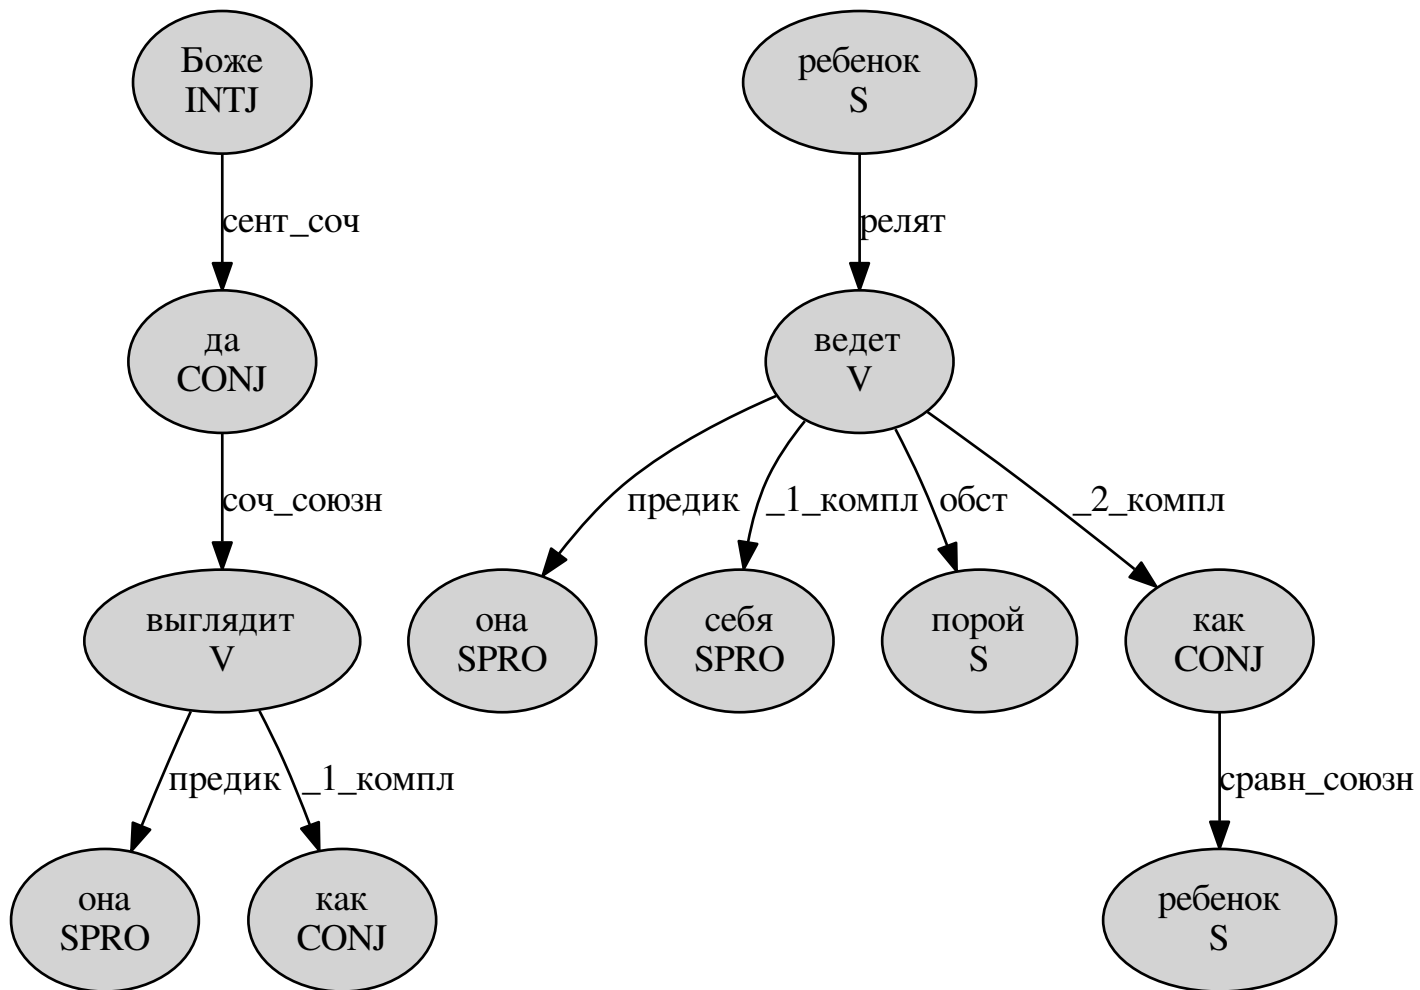 Боже
INTJ
ребенок
S
сент_соч
релят
да
CONJ
ведет
V
соч_союзн
предик
_1_компл
обст
_2_компл
выглядит
V
она
SPRO
себя
SPRO
порой
S
как
CONJ
предик
_1_компл
сравн_союзн
она
SPRO
как
CONJ
ребенок
S